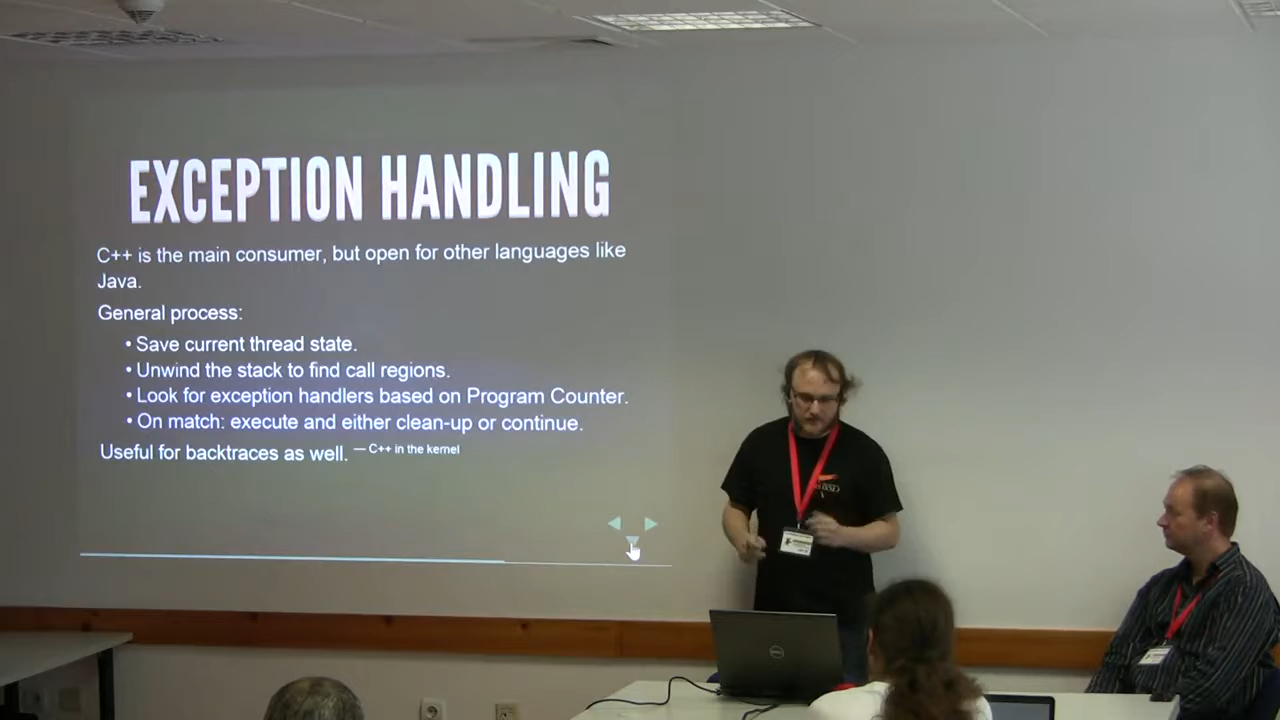 EXCEPTION HANDLING
C++ is the main consumer, but open for other languages like
Java.
General process:
• Save current thread state.
• Unwind the stack to find call regions.
• Look for exception handlers based on Program Counter.
• On match: execute and either clean-up or continue.
Useful for backtraces as well. — C++ in the kernel
DELL